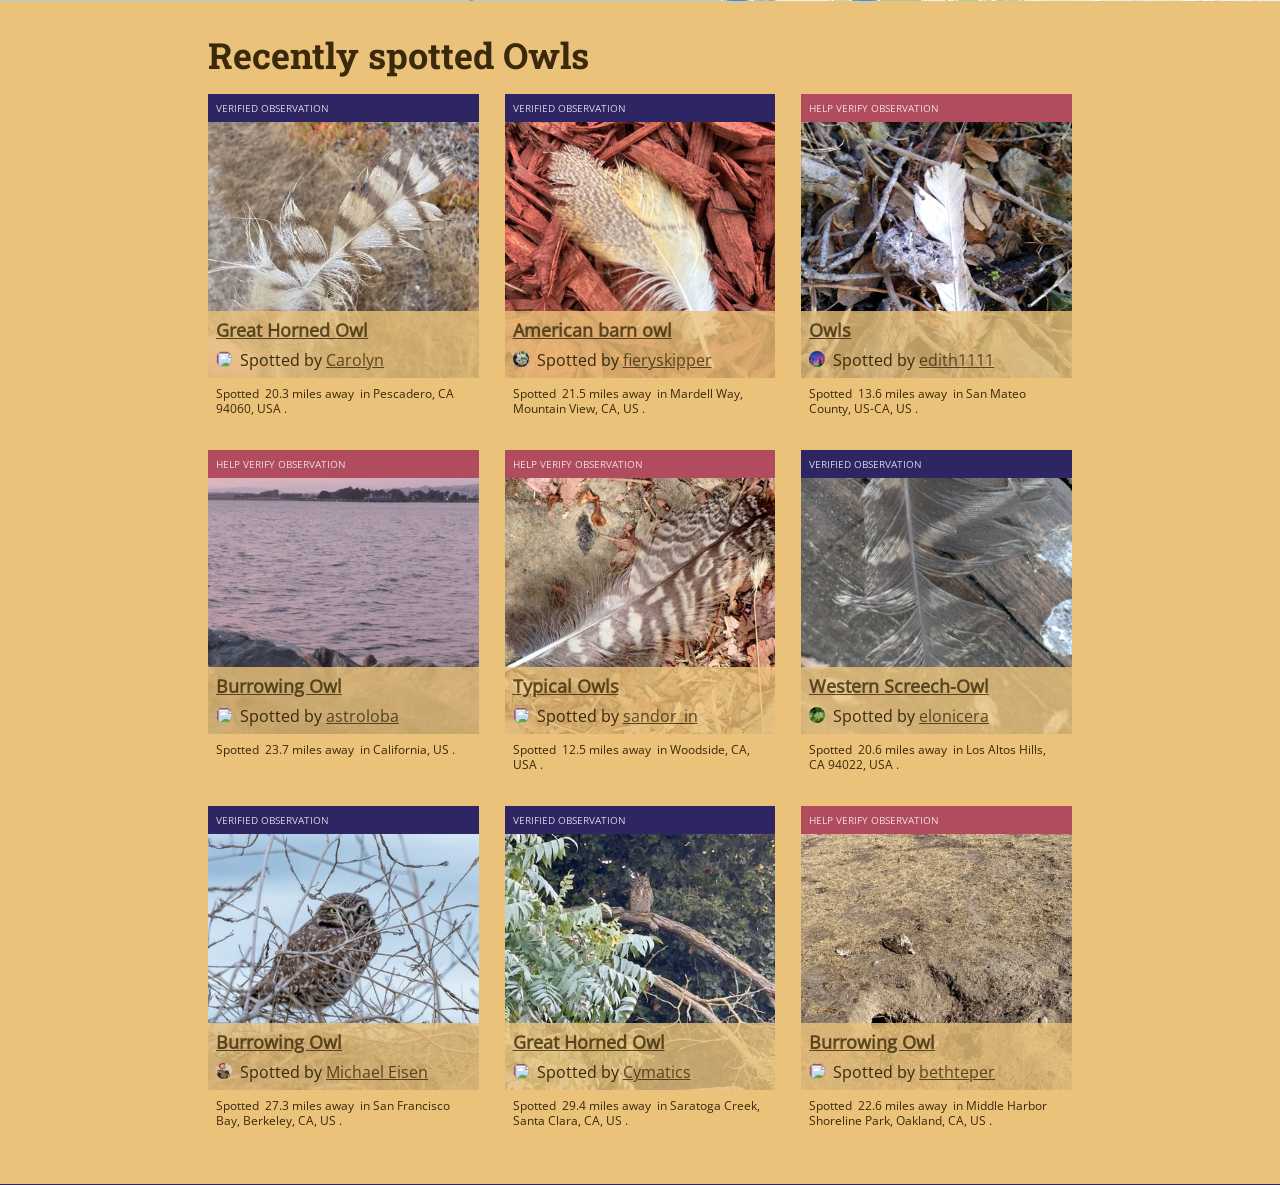 Recently spotted Owls
VERIFIED OBSERVATION
Great Horned Owl
Spotted by Carolyn
Spotted 20.3 miles away in Pescadero, CA
94060, USA .
VERIFIED OBSERVATION
American barn owl
Spotted by fieryskipper
Spotted 21.5 miles away in Mardell Way,
Mountain View, CA, US .
HELP VERIFY OBSERVATION
Owls
Spotted by edith1111
Spotted 13.6 miles away in San Mateo
County, US-CA, US .
HELP VERIFY OBSERVATION
Burrowing Owl
Spotted by astroloba
Spotted 23.7 miles away in California, US .
HELP VERIFY OBSERVATION
Typical Owls
Spotted by sandor_in
Spotted 12.5 miles away in Woodside, CA,
USA .
VERIFIED OBSERVATION
Western Screech-Owl
Spotted by elonicera
Spotted 20.6 miles away in Los Altos Hills,
CA 94022, USA .
VERIFIED OBSERVATION
Burrowing Owl
Spotted by Michael Eisen
Spotted 27.3 miles away in San Francisco
Bay, Berkeley, CA, US .
VERIFIED OBSERVATION
Great Horned Owl
Spotted by Cymatics
Spotted 29.4 miles away in Saratoga Creek,
Santa Clara, CA, US .
HELP VERIFY OBSERVATION
Burrowing Owl
Spotted by bethteper
Spotted 22.6 miles away in Middle Harbor
Shoreline Park, Oakland, CA, US .